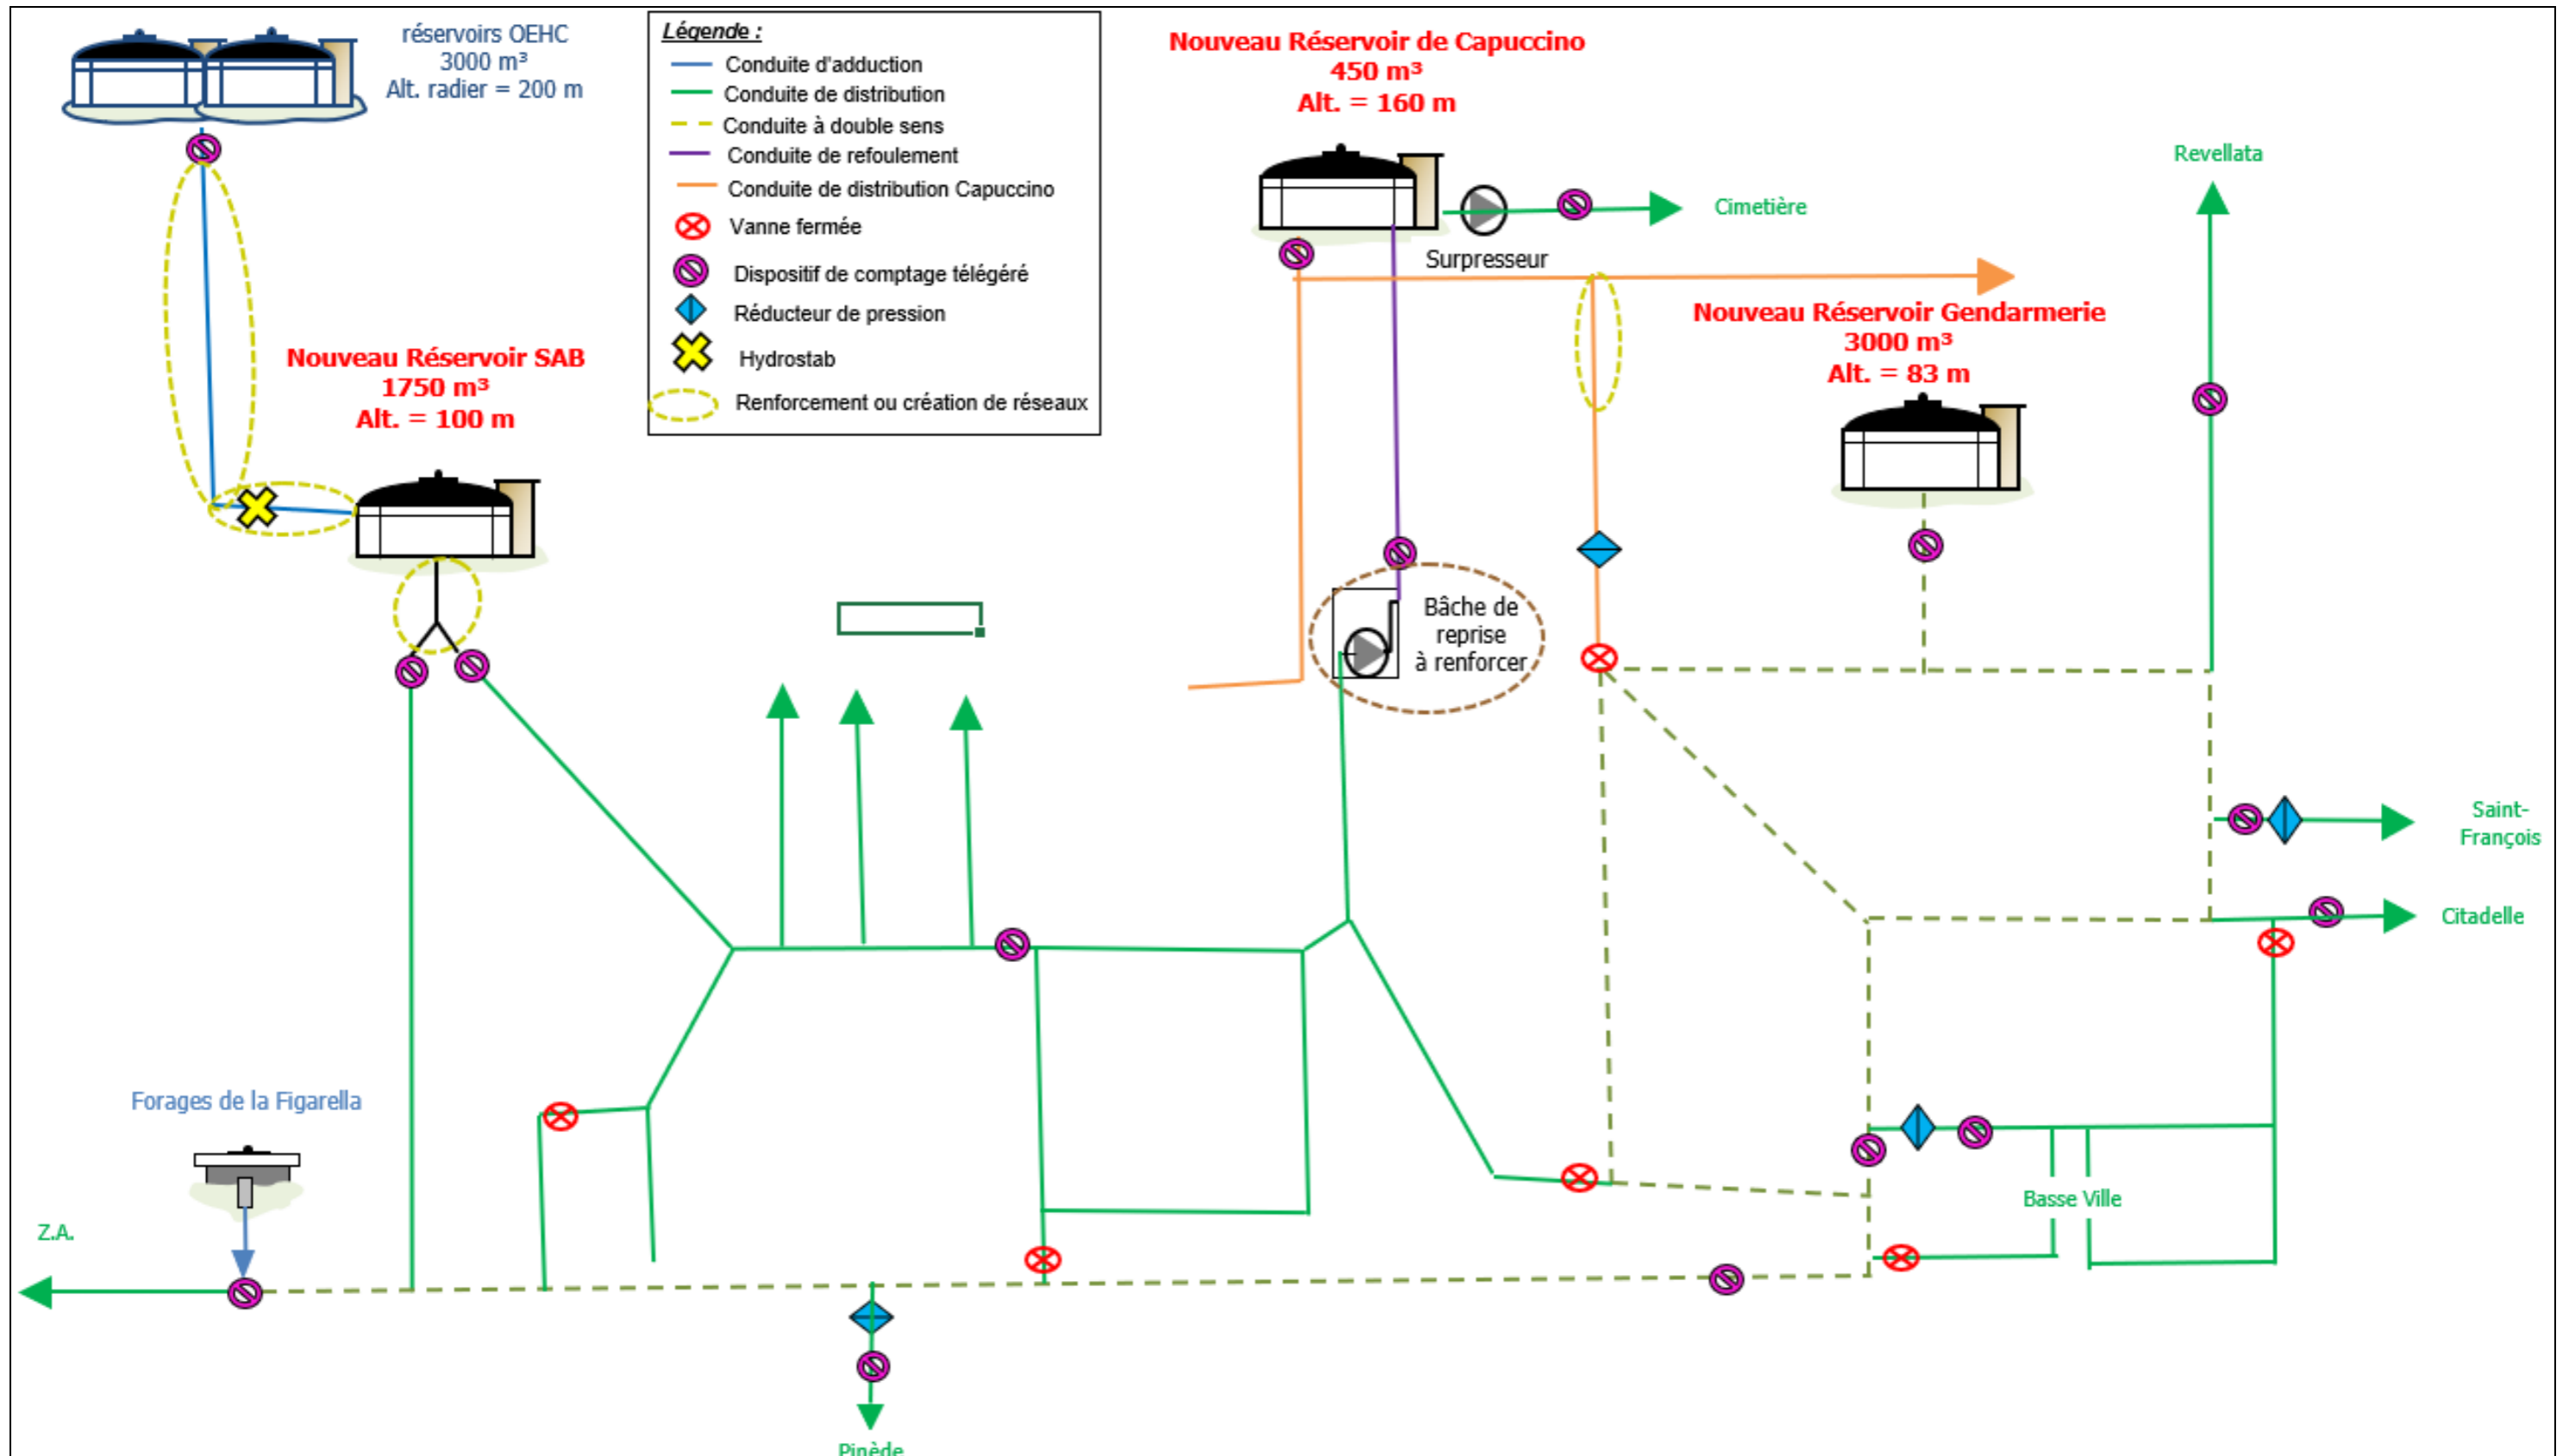 réservoirs OEHC
3000 m³
Alt. radier = 200 m
Légende :
Conduite d'adduction
Conduite de distribution
Conduite à double sens
Conduite de refoulement
Conduite de distribution Capuccino
Vanne fermée
Dispositif de comptage télégéré
Réducteur de pression
Hydrostab
Renforcement ou création de réseaux
Nouveau Réservoir de Capuccino
450 m³
Alt. = 160 m
Revellata
Cimetière
Surpresseur
Nouveau Réservoir Gendarmerie
3000 m³
Alt. = 83 m
Nouveau Réservoir SAB
1750 m³
Alt. = 100 m
Bâche de
reprise
à renforcer
Saint-
François
Citadelle
Forages de la Figarella
Basse Ville
Z.A.
Pinède